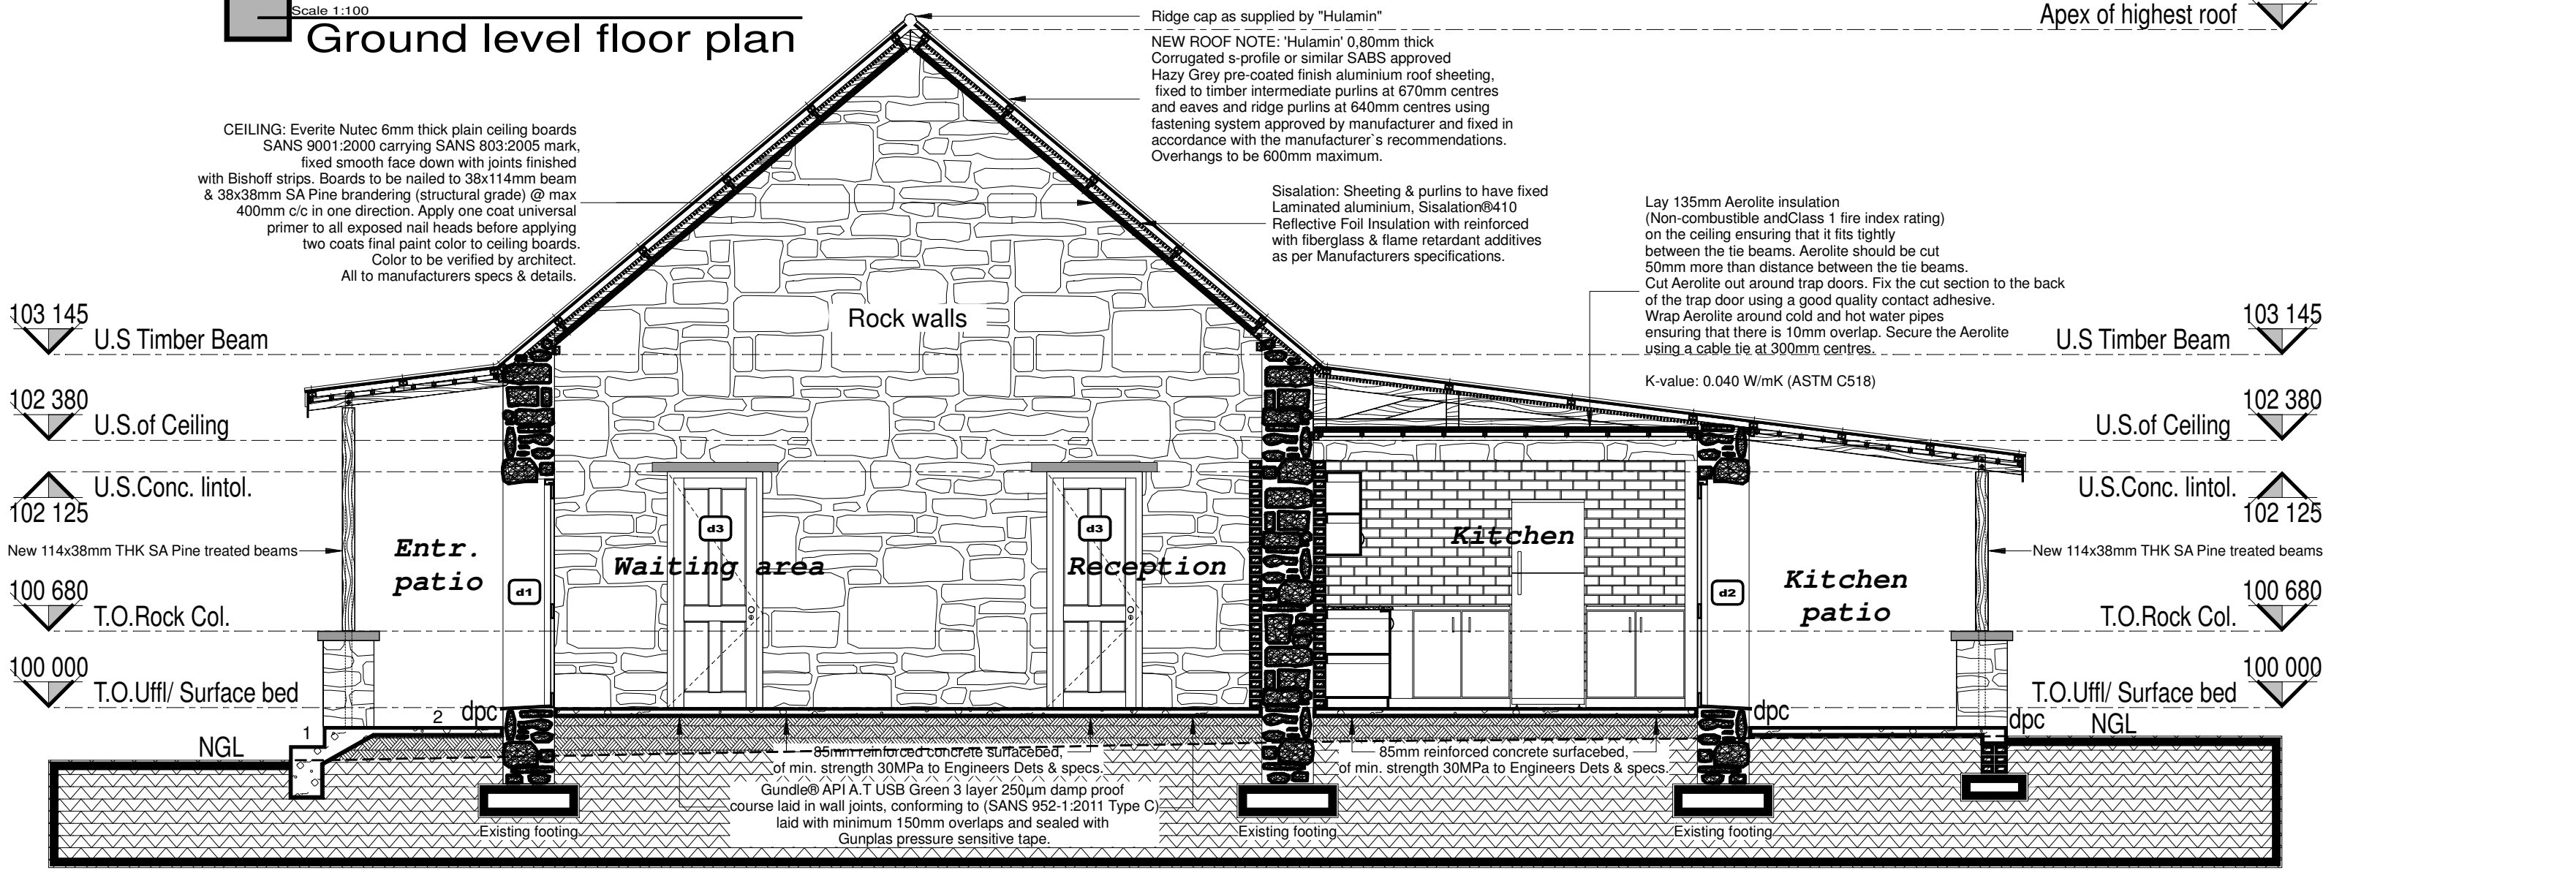 Scale 1:100
Ground level floor plan
Ridge cap as supplied by "Hulamin"
Apex of highest roof
NEW ROOF NOTE: 'Hulamin' 0,80mm thick
Corrugated s-profile or similar SABS approved
Hazy Grey pre-coated finish aluminium roof sheeting,
fixed to timber intermediate purlins at 670mm centres
and eaves and ridge purlins at 640mm centres using
fastening system approved by manufacturer and fixed in
accordance with the manufacturer`s recommendations.
Overhangs to be 600mm maximum.
CEILING: Everite Nutec 6mm thick plain ceiling boards
SANS 9001:2000 carrying SANS 803:2005 mark,
fixed smooth face down with joints finished
with Bishoff strips. Boards to be nailed to 38x114mm beam
& 38x38mm SA Pine brandering (structural grade) @ max
400mm c/c in one direction. Apply one coat universal
primer to all exposed nail heads before applying
two coats final paint color to ceiling boards.
Color to be verified by architect.
All to manufacturers specs & details.
Sisalation: Sheeting & purlins to have fixed
Laminated aluminium, Sisalation®410
Reflective Foil Insulation with reinforced
with fiberglass & flame retardant additives
as per Manufacturers specifications.
Lay 135mm Aerolite insulation
(Non-combustible andClass 1 fire index rating)
on the ceiling ensuring that it fits tightly
between the tie beams. Aerolite should be cut
50mm more than distance between the tie beams.
Cut Aerolite out around trap doors. Fix the cut section to the back
of the trap door using a good quality contact adhesive.
Wrap Aerolite around cold and hot water pipes
ensuring that there is 10mm overlap. Secure the Aerolite
using a cable tie at 300mm centres.
K-value: 0.040 W/mK (ASTM C518)
Rock walls
103 145
U.S Timber Beam
102 380
U.S.of Ceiling
U.S.Conc. lintol.
102 125
New 114x38mm THK SA Pine treated beams
100 680
T.O.Rock Col.
100 000
T.O.Uffl/ Surface bed
103 145
U.S Timber Beam
102 380
U.S.of Ceiling
U.S.Conc. lintol.
102 125
New 114x38mm THK SA Pine treated beams
100 680
T.O.Rock Col.
100 000
T.O.Uffl/ Surface bed
Entr.
patio
d1
d3
Waiting area
d3
Reception
Kitchen
d2
Kitchen
patio
1
2
dpc
NGL
dpc
dpc
NGL
85mm reinforced concrete surfacebed,
of min. strength 30MPa to Engineers Dets & specs.
85mm reinforced concrete surfacebed,
of min. strength 30MPa to Engineers Dets & specs.
Gundle® API A.T USB Green 3 layer 250µm damp proof
course laid in wall joints, conforming to (SANS 952-1:2011 Type C)
laid with minimum 150mm overlaps and sealed with
Gunplas pressure sensitive tape.
Existing footing
Existing footing
Existing footing